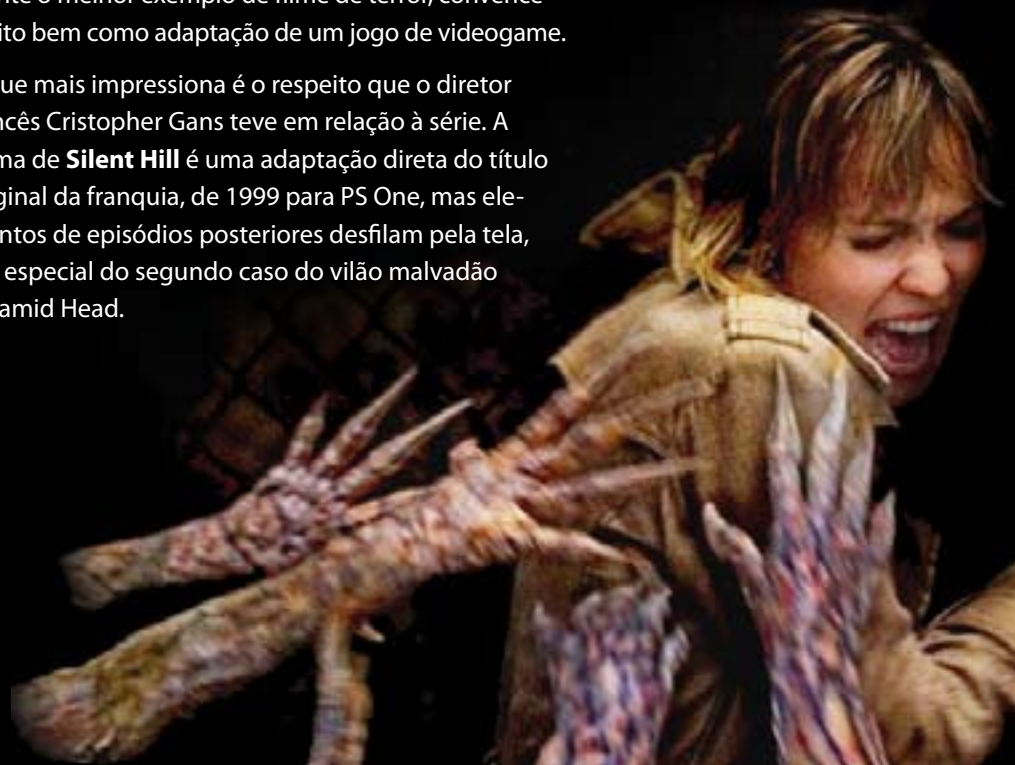 nte o melhor exemplo de filme de terror, convence
ito bem como adaptação de um jogo de videogame.
ue mais impressiona é o respeito que o diretor
ncês Cristopher Gans teve em relação à série. A
ma de Silent Hill é uma adaptação direta do título
ginal da franquia, de 1999 para PS One, mas ele-
ntos de episódios posteriores desfilam pela tela,
especial do segundo caso do vilão malvadão
amid Head.